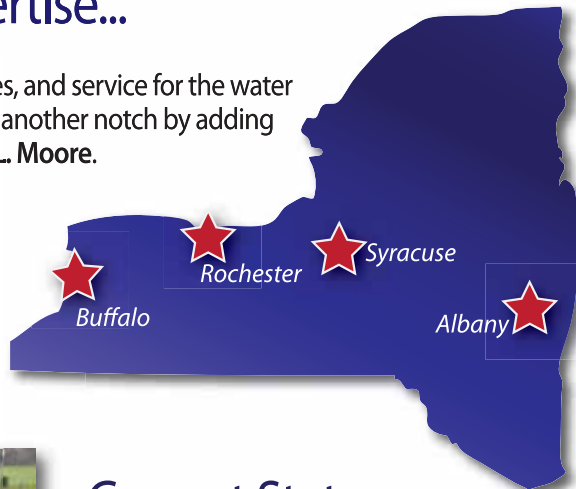 ertise...
es, and service for the water
another notch by adding
L. Moore.
Syracuse
Rochester
Buffalo
Albany